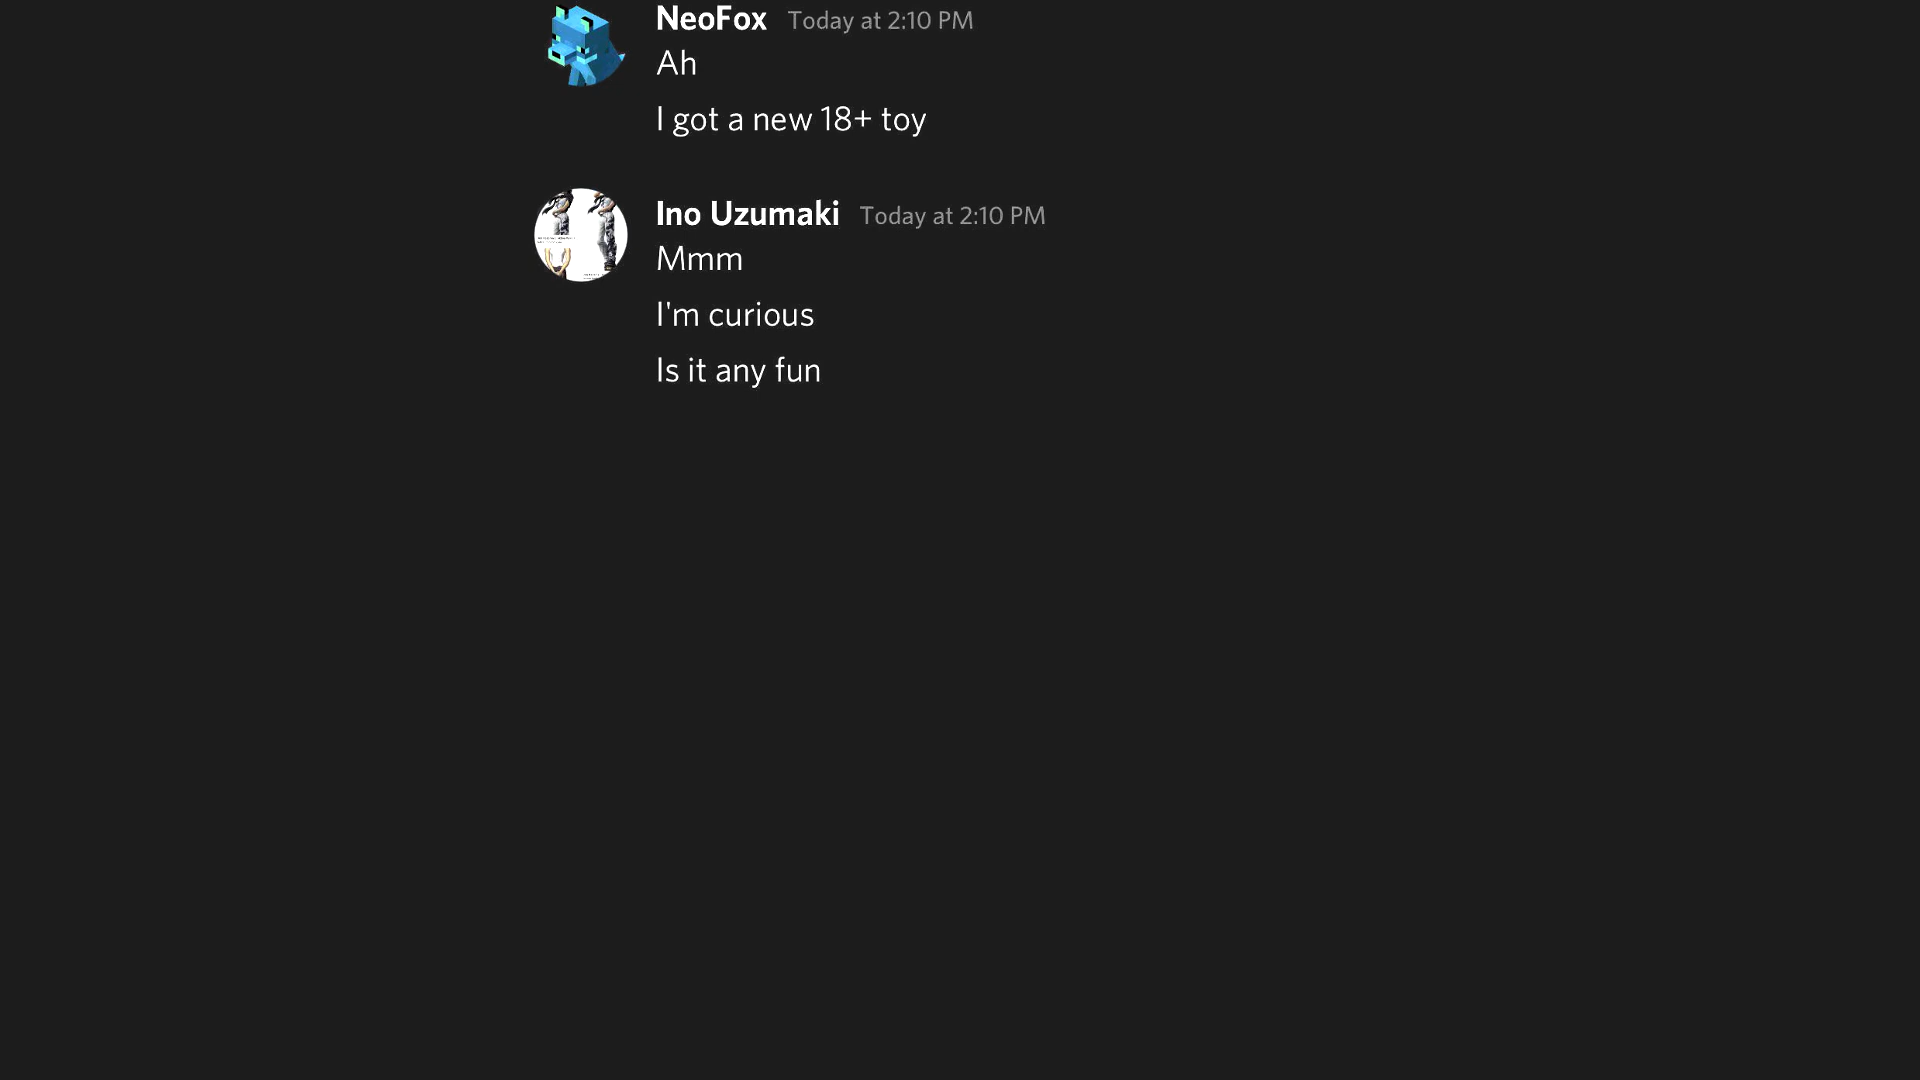 NeoFox Today at 2:10 PM
Ah
I got a new 18+ toy
Ino Uzumaki Today at 2:10 PM
Mmm
I'm curious
Is it any fun